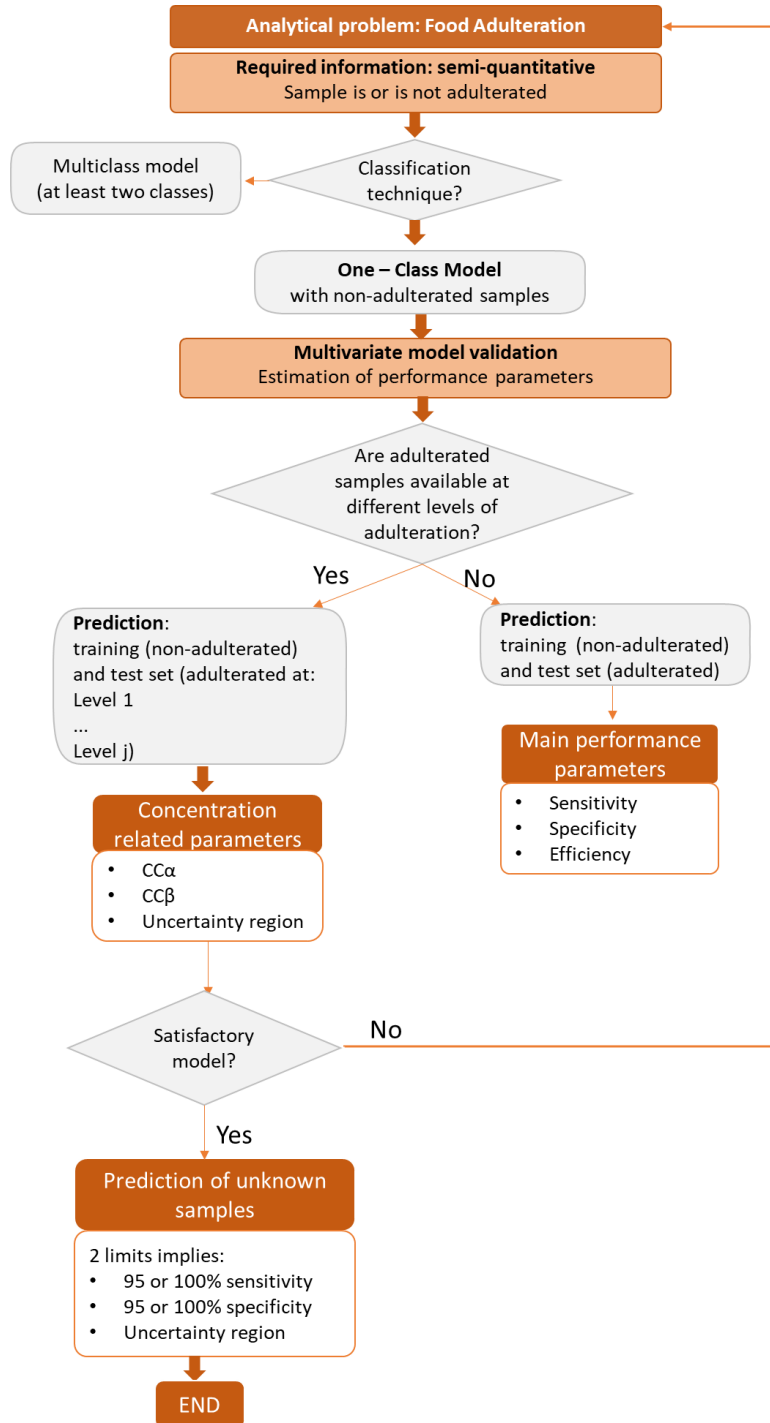 Analytical problem: Food Adulteration
Required information: semi-quantitative
Sample is or is not adulterated
Classification
technique?
Multiclass model
(at least two classes)
One – Class Model
with non-adulterated samples
Multivariate model validation
Estimation of performance parameters
Are adulterated
samples available at
different levels of
adulteration?
Yes
No
Prediction:
training (non-adulterated)
and test set (adulterated at:
Level 1
...
Level j)
Prediction:
training (non-adulterated)
and test set (adulterated)
Main performance
parameters
• Sensitivity
• Specificity
• Efficiency
Concentration
related parameters
• CCα
• CCβ
• Uncertainty region
Satisfactory
model?
No
Yes
Prediction of unknown
samples
2 limits implies:
• 95 or 100% sensitivity
• 95 or 100% specificity
• Uncertainty region
END